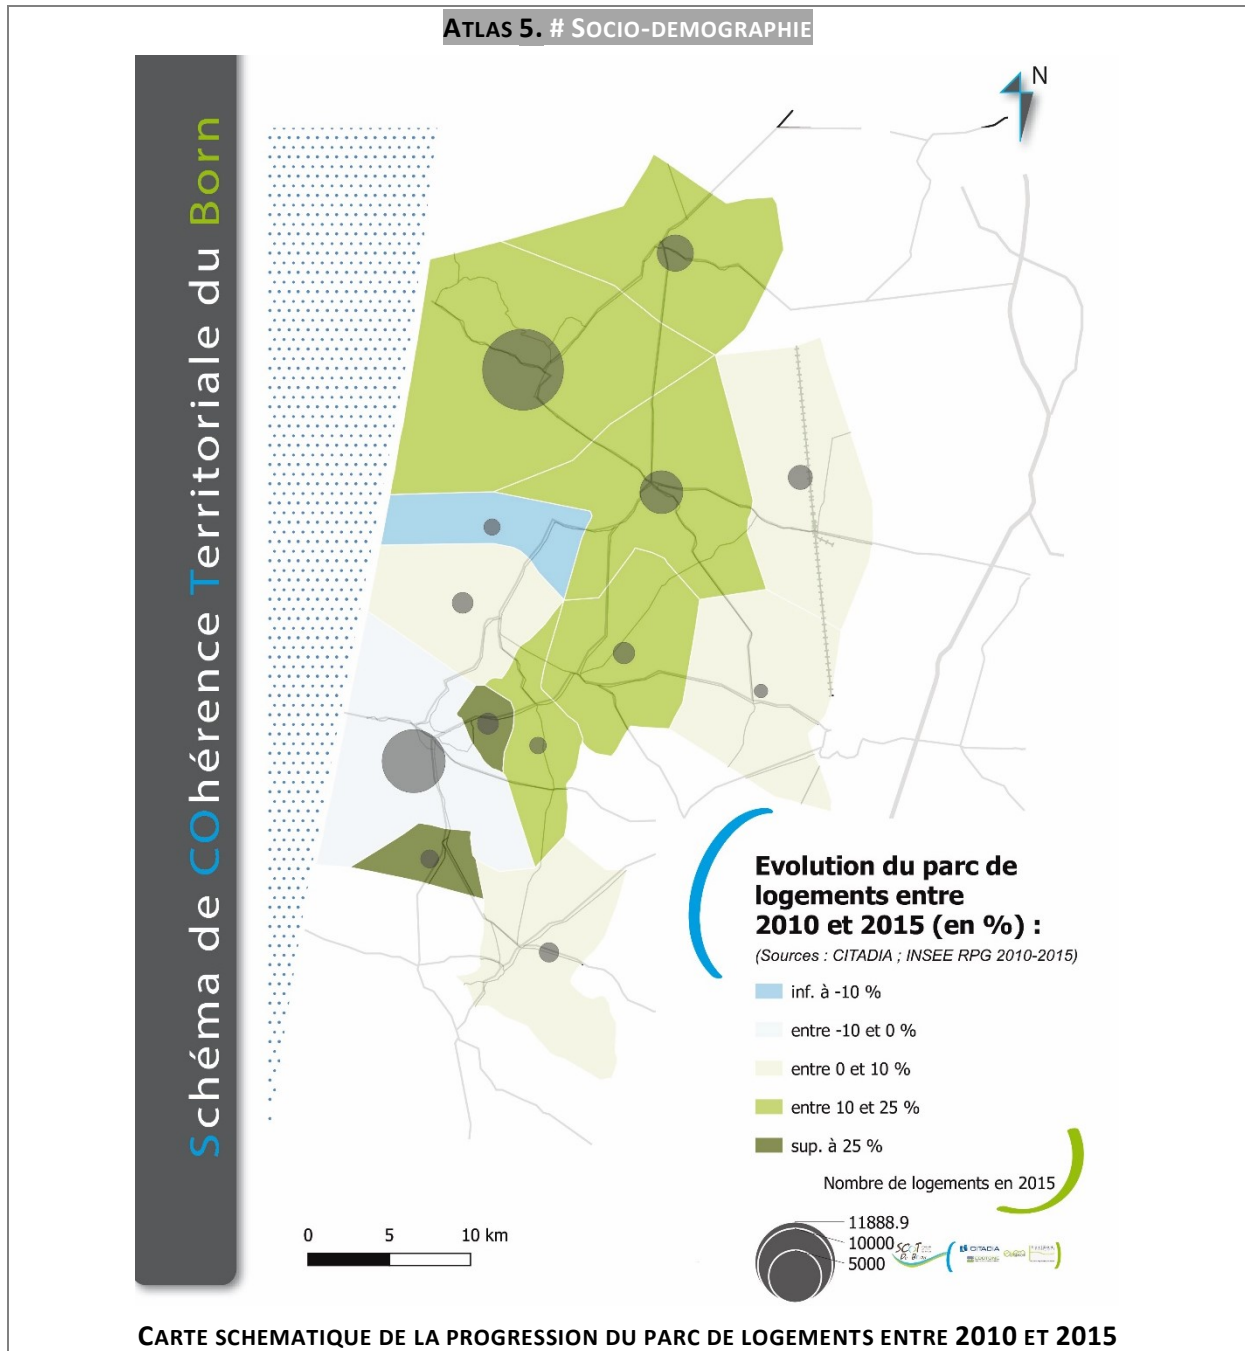 ATLAS 5. # SOCIO-DEMOGRAPHIE
N
Schéma de COhérence Territoriale du Born
Evolution du parc de
logements entre
2010 et 2015 (en %) :
(Sources : CITADIA ; INSEE RPG 2010-2015)
inf. à -10 %
entre -10 et 0 %
entre 0 et 10 %
entre 10 et 25 %
sup. à 25 %
Nombre de logements en 2015
11888.9
10000
5000
CITADIA
0 5 10 km
CARTE SCHEMATIQUE DE LA PROGRESSION DU PARC DE LOGEMENTS ENTRE 2010 ET 2015